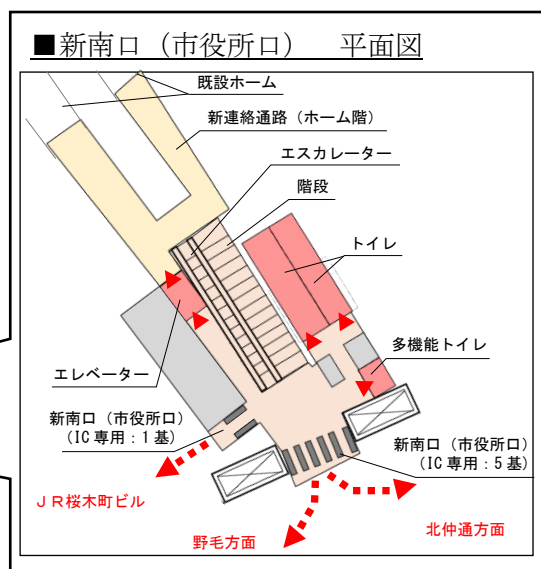 ■新南口（市役所口） 平面図
既設ホーム
新連絡通路（ホーム階）
エスカレーター
階段
トイレ
多機能トイレ
エレベーター
新南口（市役所口）
（IC専用：1基）
新南口（市役所口）
（IC専用：5基）
ＪＲ桜木町ビル
野毛方面
北仲通方面